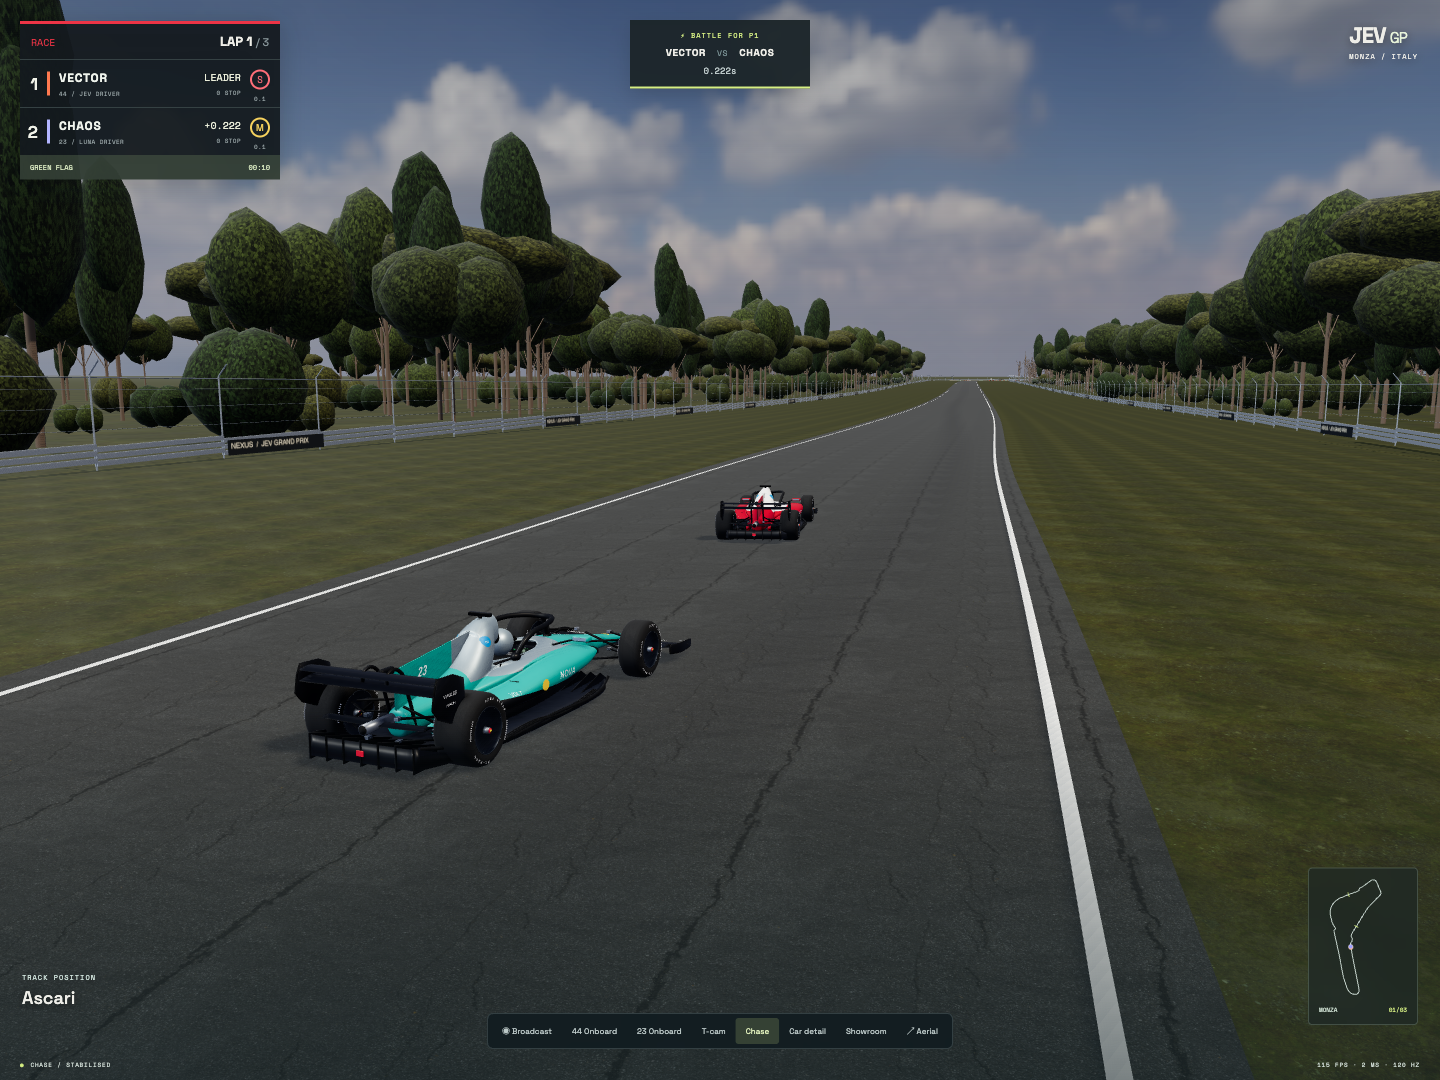 RACE
LAP 1 / 3
1 VECTOR LEADER S
44 / JEV DRIVER 0 STOP 0.1
2 CHAOS +0.222 M
23 / LUNA DRIVER 0 STOP 0.1
GREEN FLAG 00:10
⚡ BATTLE FOR P1
VECTOR VS CHAOS
0.222s
JEV GP
MONZA / ITALY
NEXUS / JEV GRAND PRIX
23
NOVA
TRACK POSITION
Ascari
MONZA 01/03
Broadcast 44 Onboard 23 Onboard T-cam Chase Car detail Showroom Aerial
CHASE / STABILISED
115 FPS · 2 MS · 120 HZ